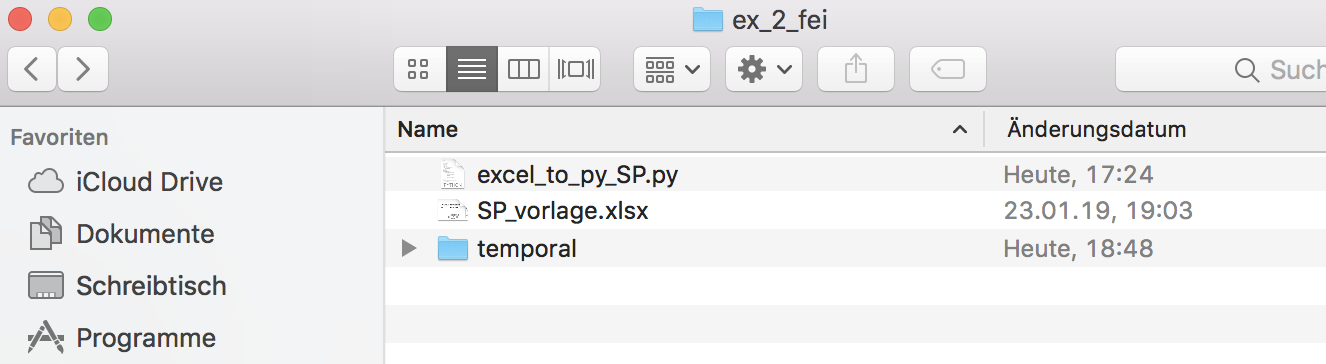 ex_2_fei
Such
Favoriten
iCloud Drive
Dokumente
Schreibtisch
Programme
Name Änderungsdatum
excel_to_py_SP.py Heute, 17:24
SP_vorlage.xlsx 23.01.19, 19:03
temporal Heute, 18:48